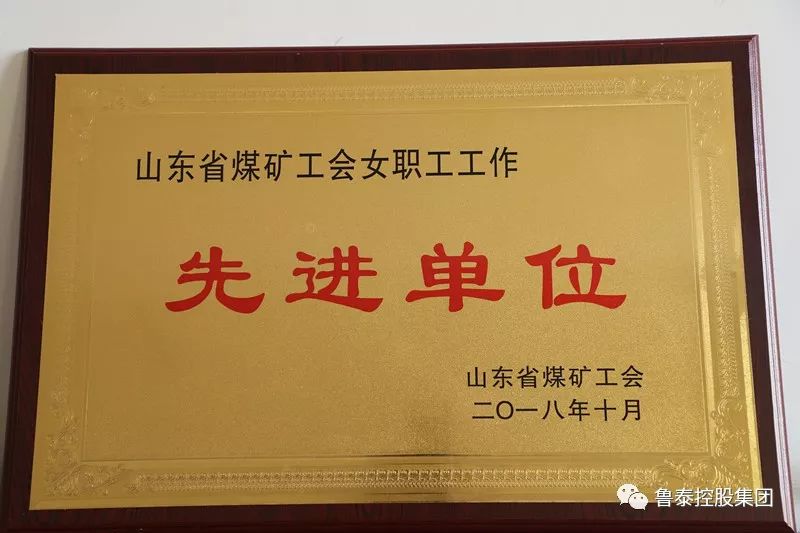 山东省煤矿工会女职工工作
先进单位
山东省煤矿工会
二〇一八年十月
鲁泰控股集团